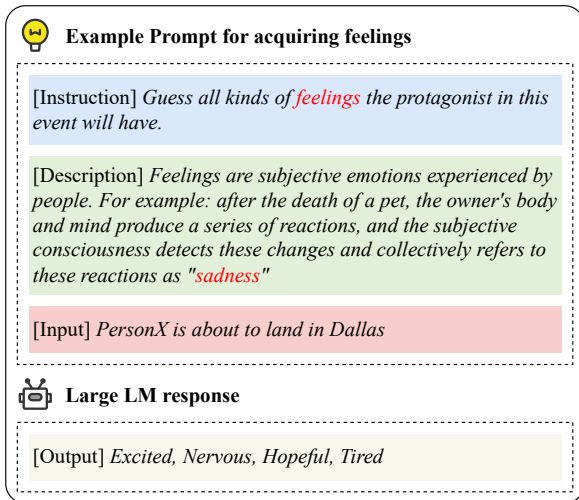 Example Prompt for acquiring feelings
[Instruction] Guess all kinds of feelings the protagonist in this
event will have.
[Description] Feelings are subjective emotions experienced by
people. For example: after the death of a pet, the owner's body
and mind produce a series of reactions, and the subjective
consciousness detects these changes and collectively refers to
these reactions as "sadness"
[Input] PersonX is about to land in Dallas
Large LM response
[Output] Excited, Nervous, Hopeful, Tired